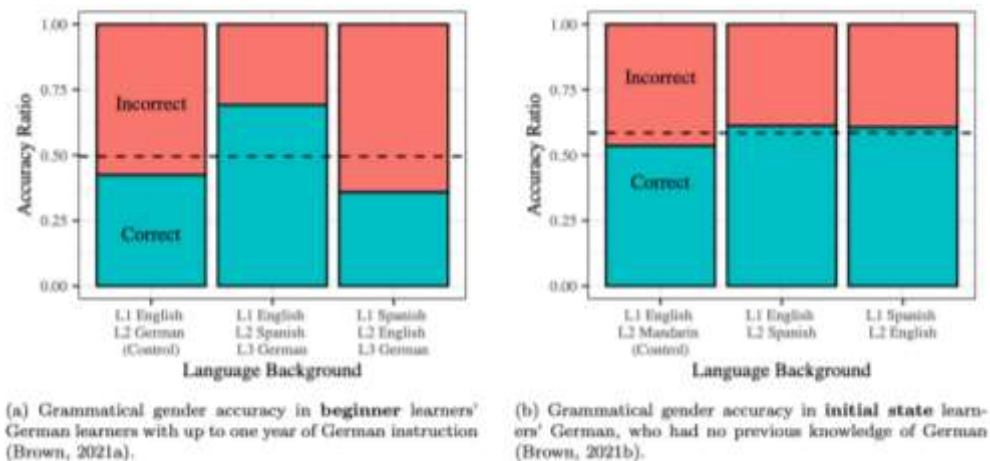 1.00
0.75
0.50
0.25
0.00
Accuracy Ratio
Incorrect
Correct
L1 English
L2 German
(Control)
L1 English
L2 Spanish
L3 German
L1 Spanish
L2 English
L3 German
Language Background
(a) Grammatical gender accuracy in beginner learners'
German learners with up to one year of German instruction
(Brown, 2021a).
1.00
0.75
0.50
0.25
0.00
Accuracy Ratio
Incorrect
Correct
L1 English
L2 Mandarin
(Control)
L1 English
L2 Spanish
L1 Spanish
L2 English
Language Background
(b) Grammatical gender accuracy in initial state learn-
ers' German, who had no previous knowledge of German
(Brown, 2021b).